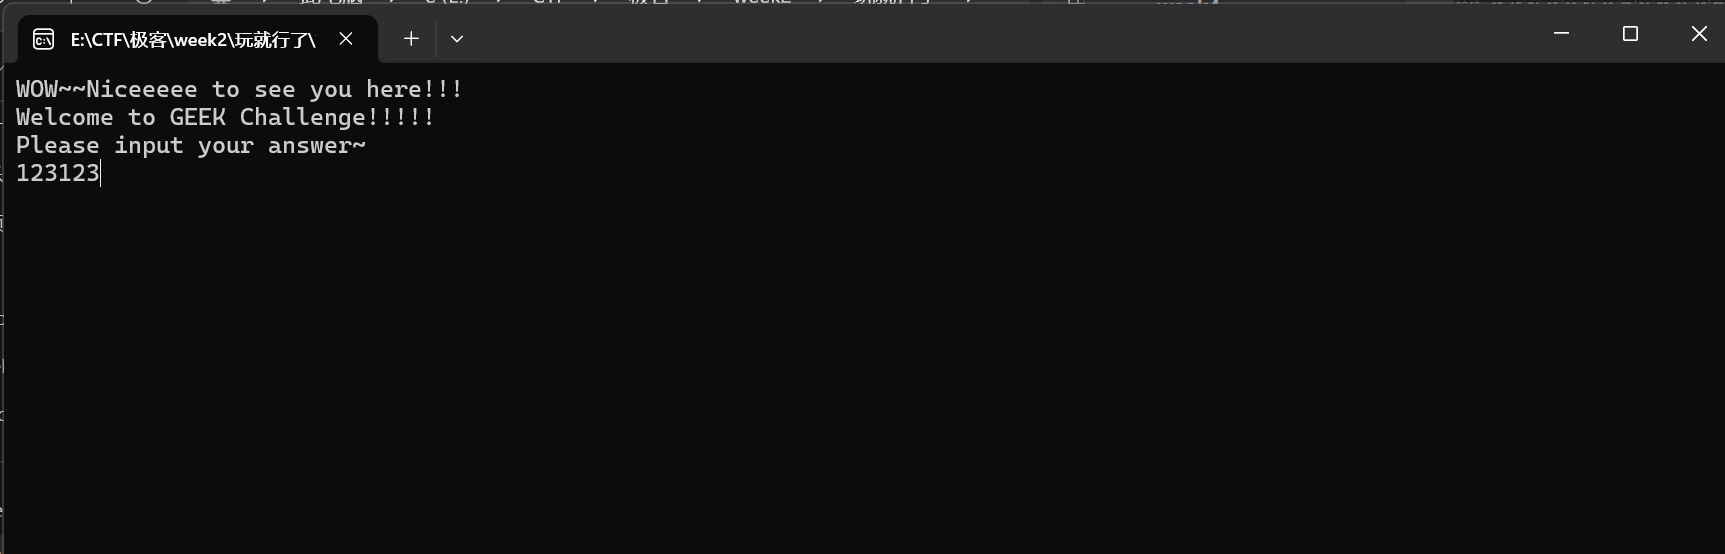 E:\CTF\极客\week2\玩就行了\
WOW~~Niceeeee to see you here!!!
Welcome to GEEK Challenge!!!!!
Please input your answer~
123123